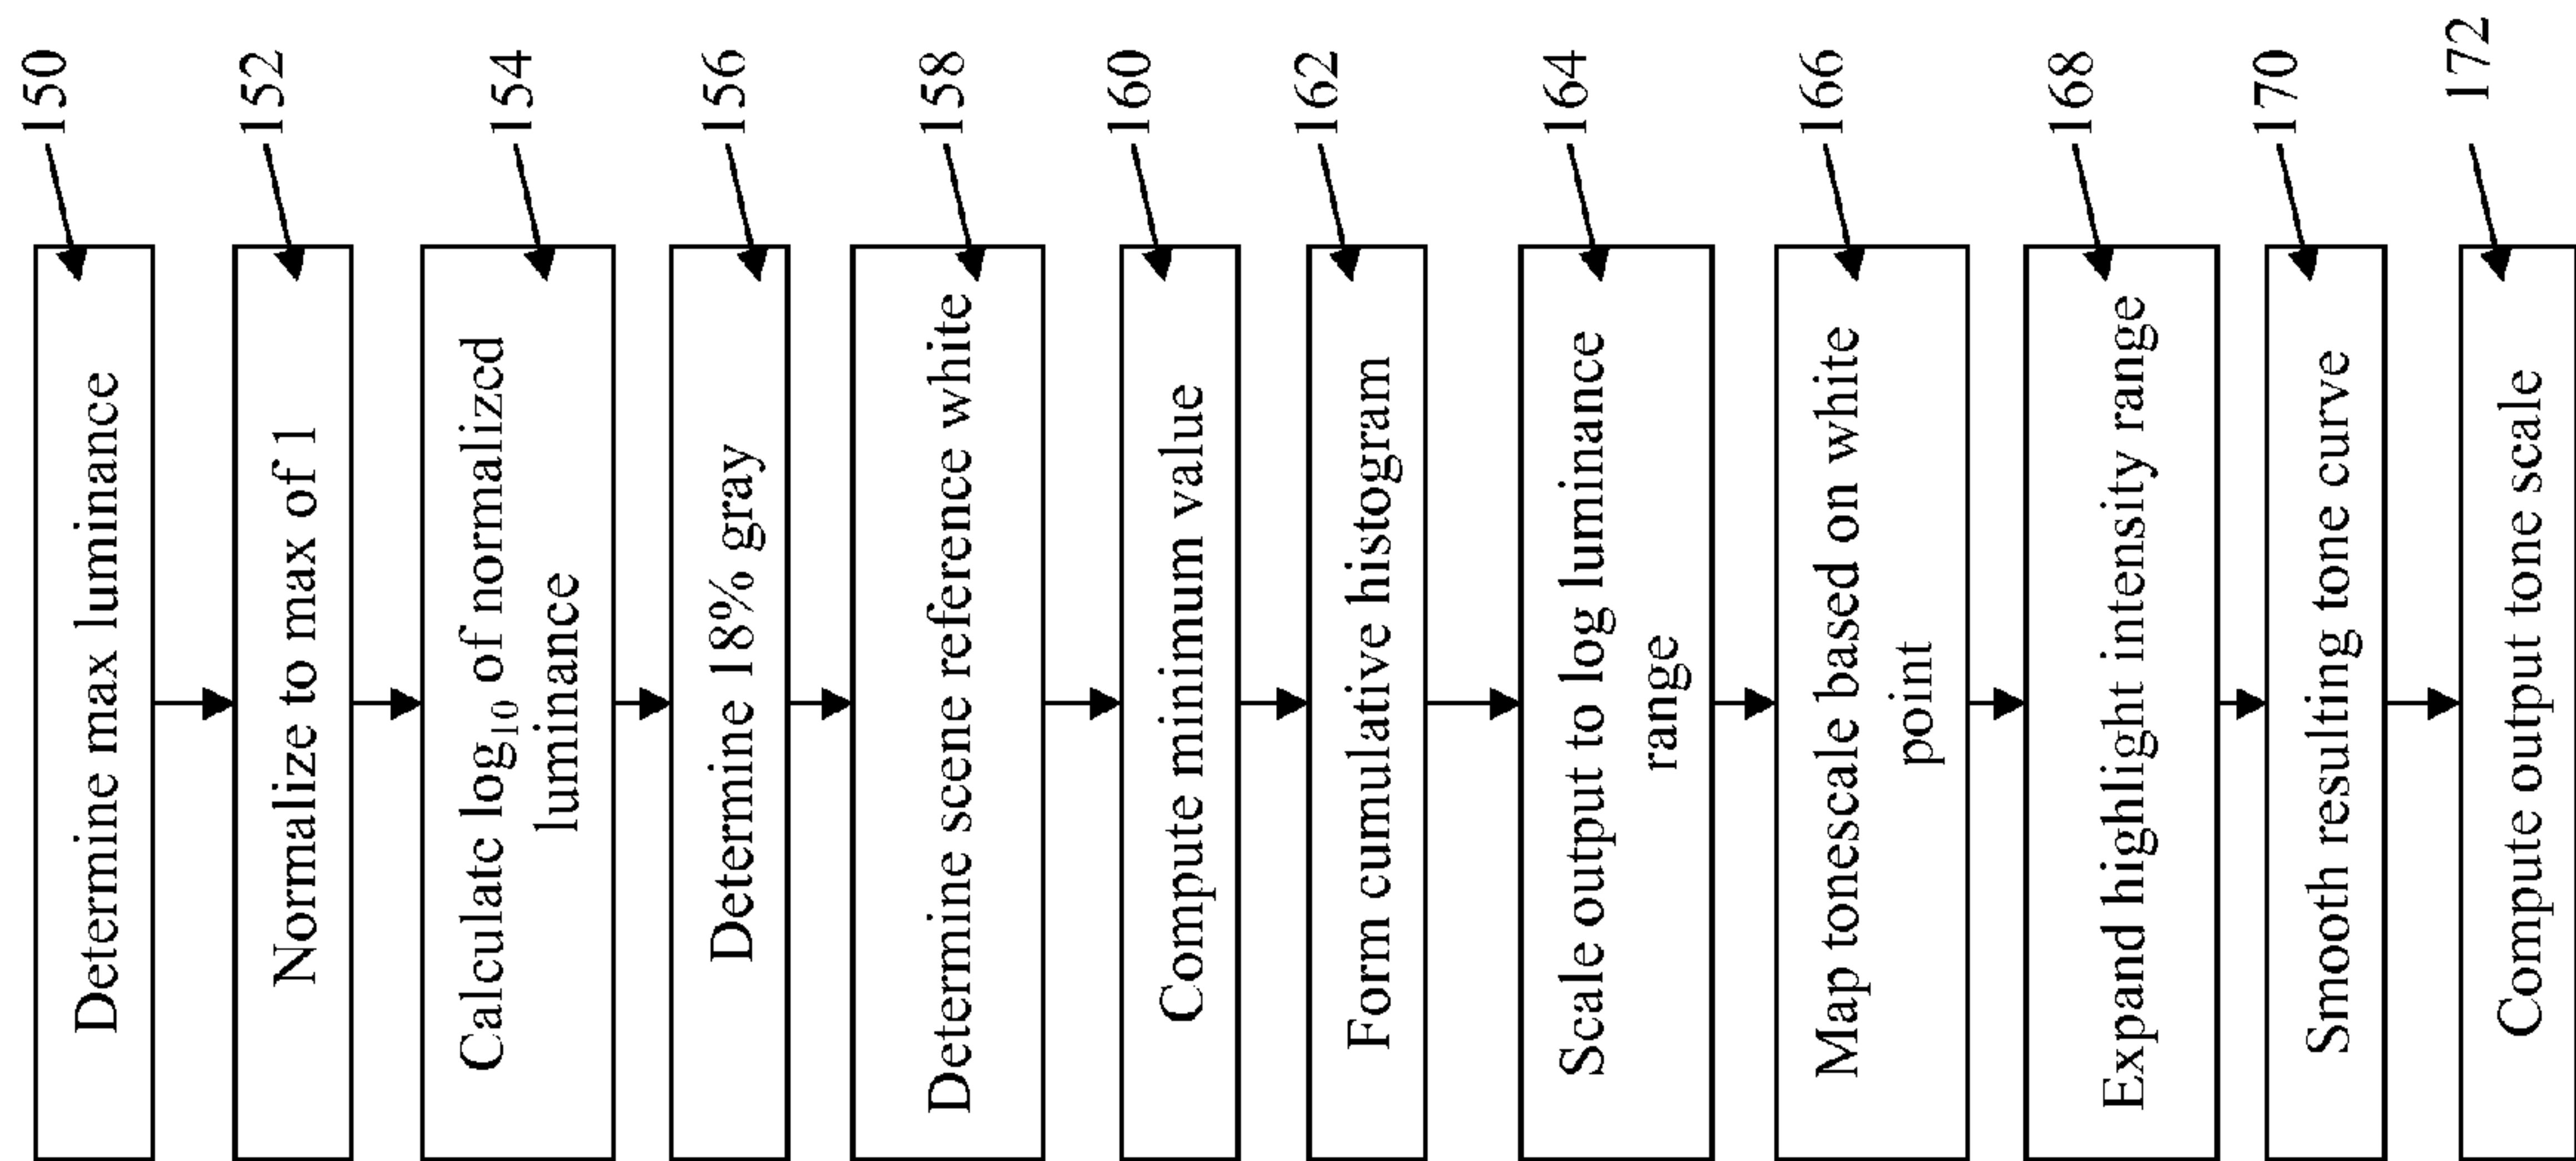 Determine max luminance
150
Normalize to max of 1
152
Calculate log₁₀ of normalized
luminance
154
Determine 18% gray
156
Determine scene reference white
158
Compute minimum value
160
Form cumulative histogram
162
Scale output to log luminance
range
164
Map tonescale based on white
point
166
Expand highlight intensity range
168
Smooth resulting tone curve
170
Compute output tone scale
172